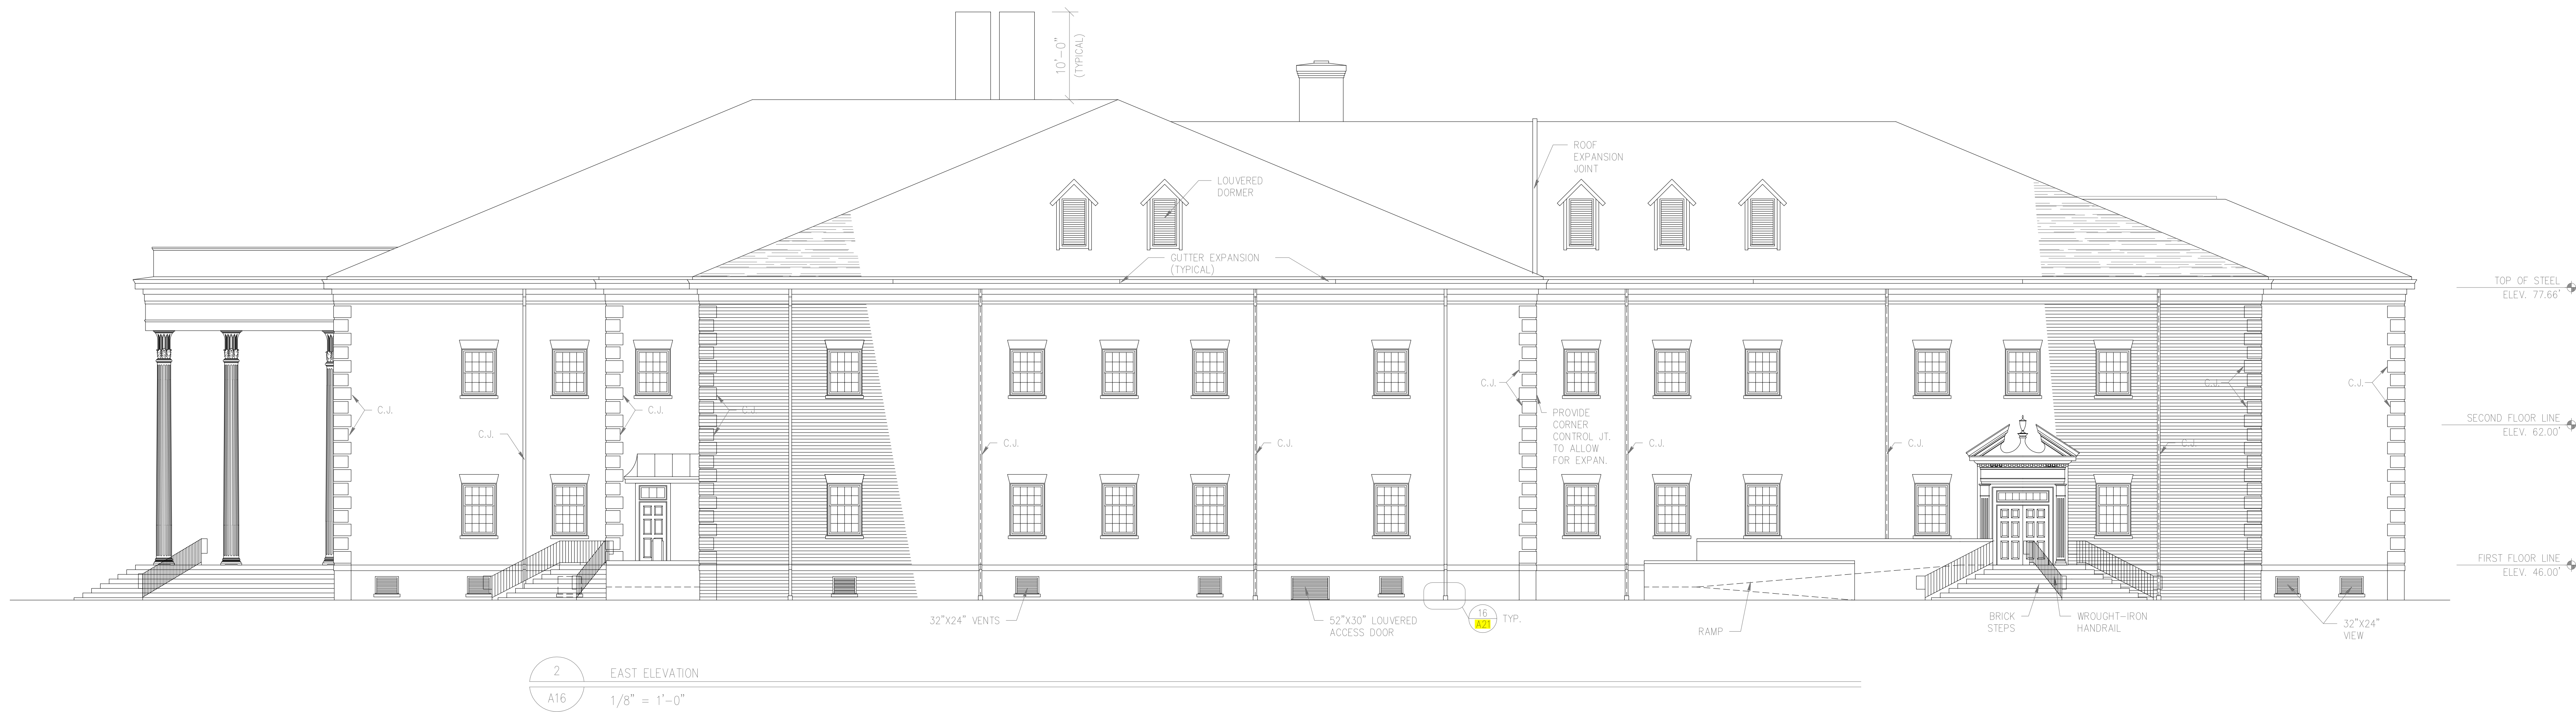 10'-0"
(TYPICAL)
ROOF
EXPANSION
JOINT
LOUVERED
DORMER
GUTTER EXPANSION
(TYPICAL)
TOP OF STEEL
ELEV. 77.66'
C.J.
C.J.
C.J.
C.J.
C.J.
C.J.
C.J.
C.J.
PROVIDE
CORNER
CONTROL JT.
TO ALLOW
FOR EXPAN.
SECOND FLOOR LINE
ELEV. 62.00'
C.J.
C.J.
C.J.
C.J.
C.J.
FIRST FLOOR LINE
ELEV. 46.00'
32"X24" VENTS
52"X30" LOUVERED
ACCESS DOOR
16
A21
TYP.
RAMP
BRICK
STEPS
WROUGHT-IRON
HANDRAIL
32"X24"
VIEW
2
A16
EAST ELEVATION
1/8" = 1'-0"